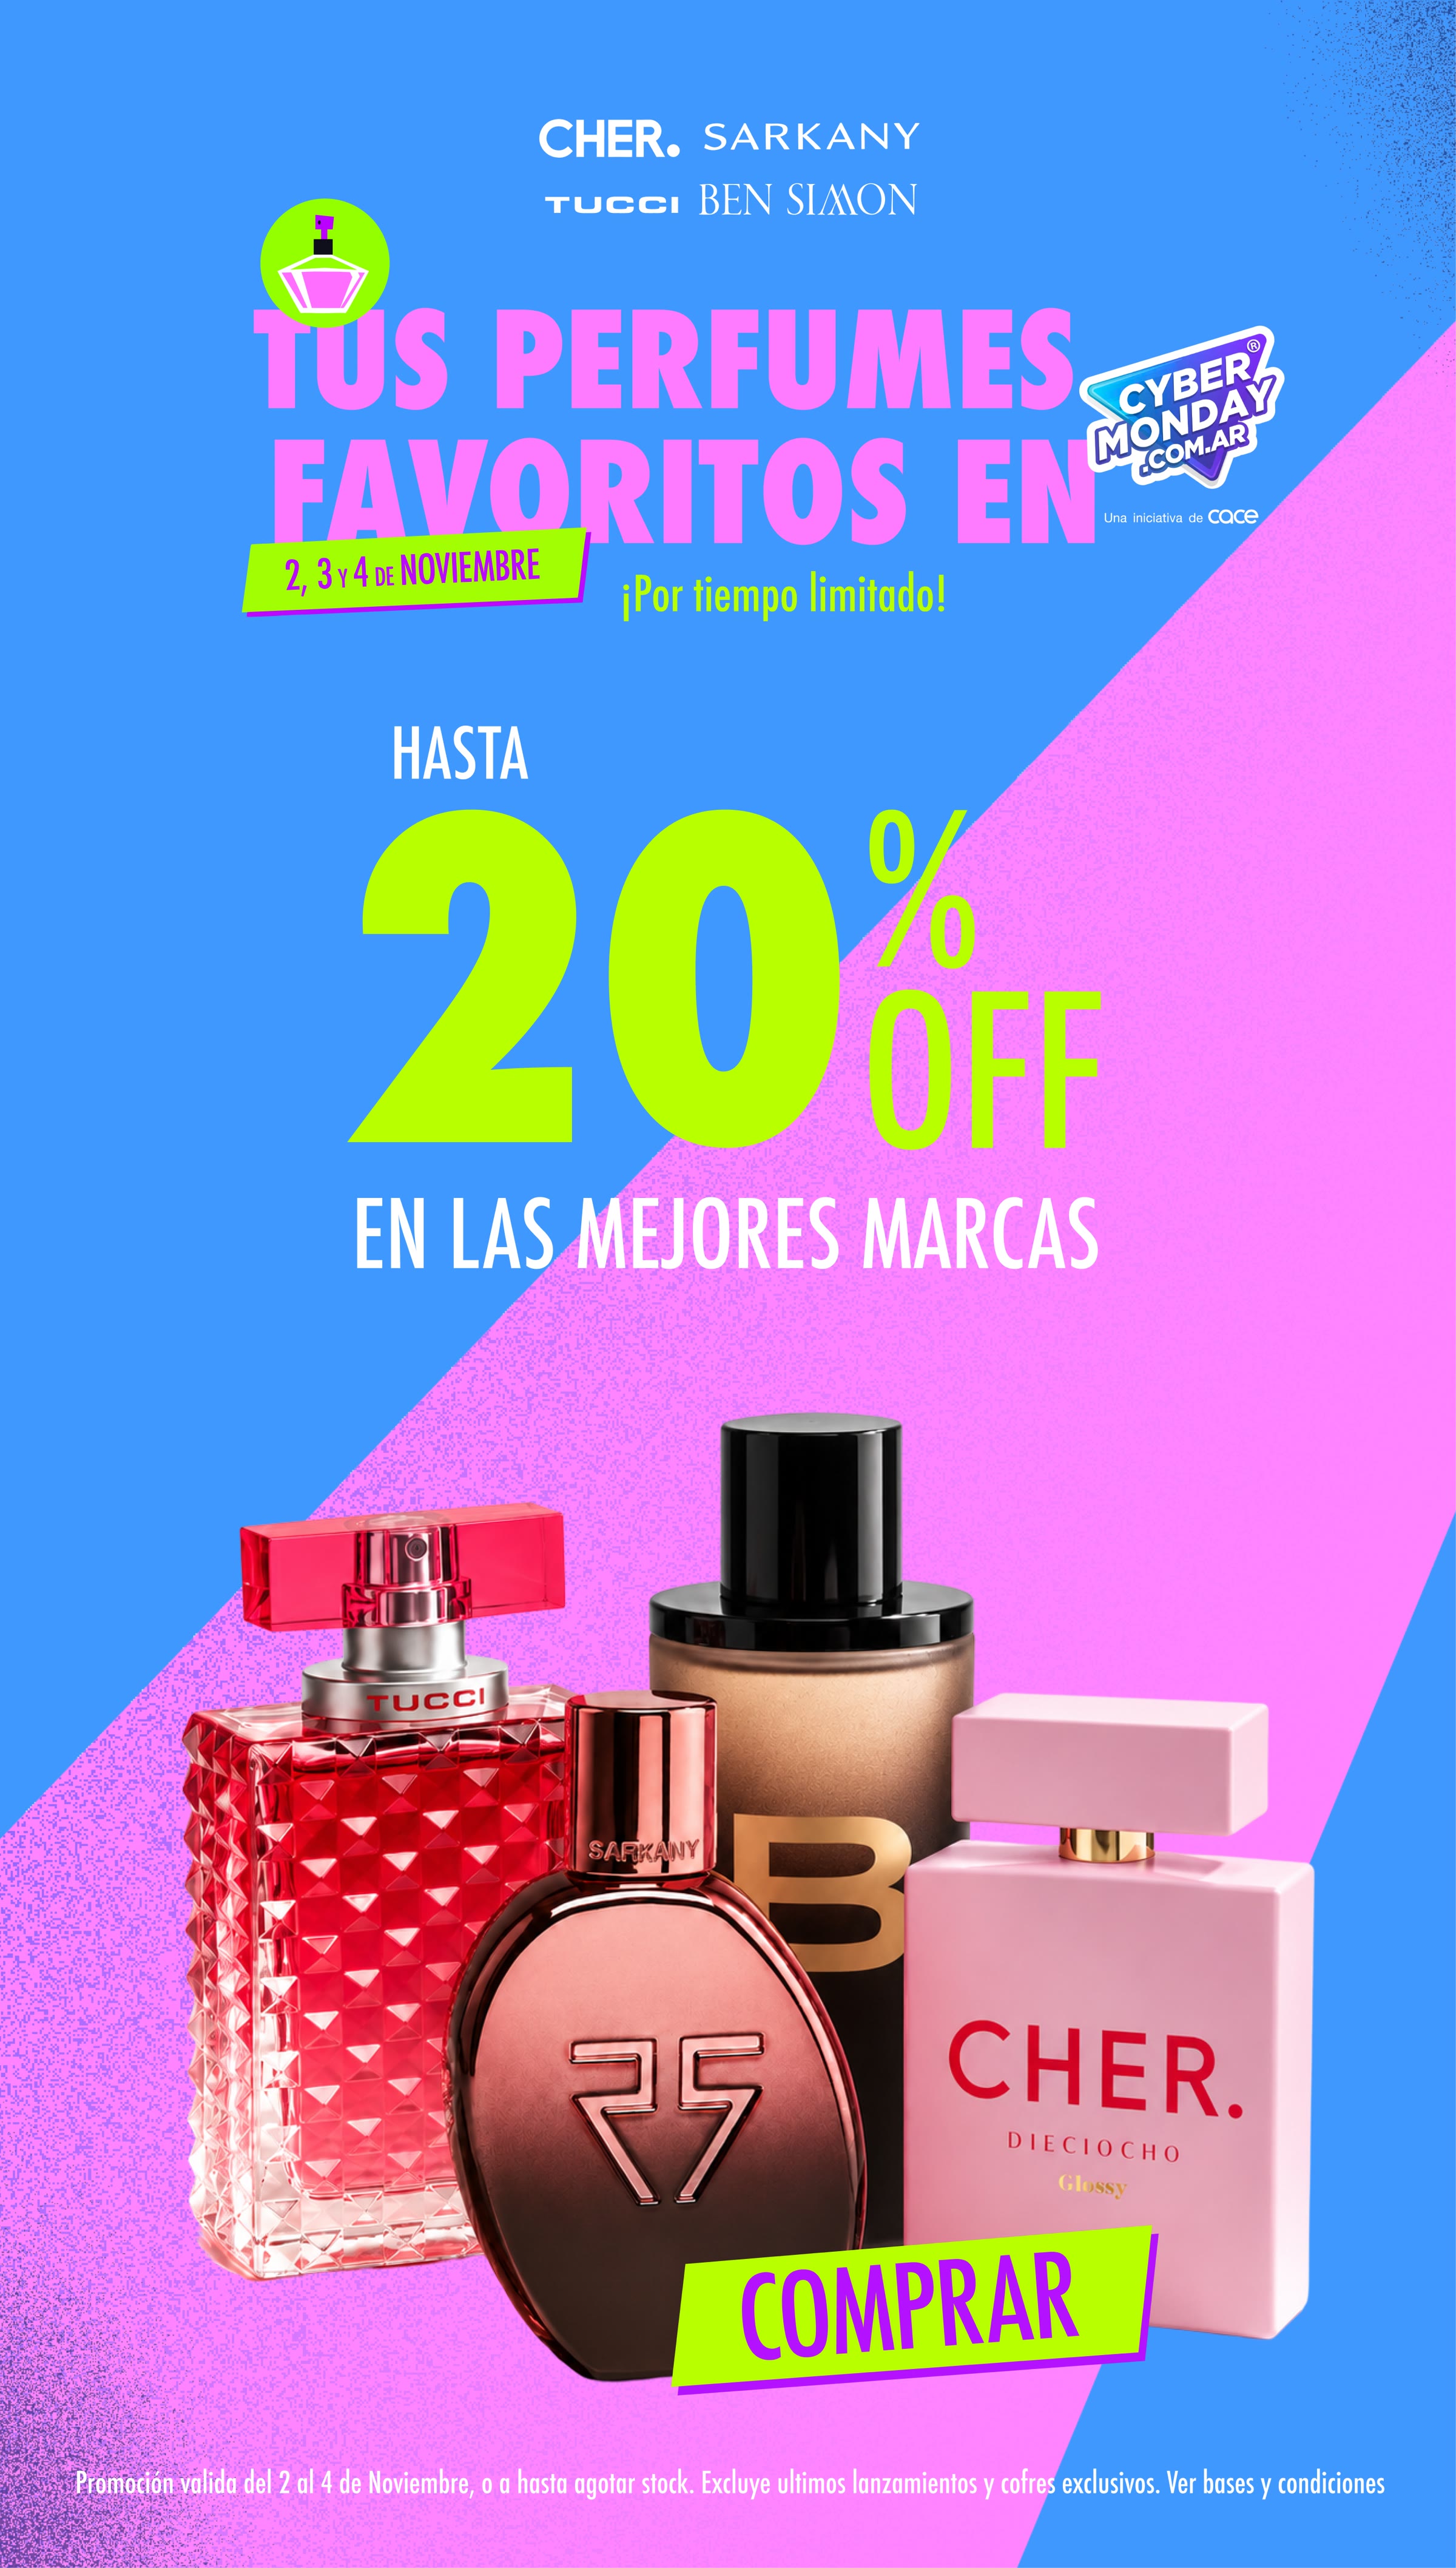 CHER. SARKANY
TUCCI BEN SIMON
TUS PERFUMES
FAVORITOS EN
CYBER
MONDAY®
.COM.AR
Una iniciativa de cace
2, 3 Y 4 DE NOVIEMBRE
¡Por tiempo limitado!
HASTA
20%
OFF
EN LAS MEJORES MARCAS
TUCCI
SARKANY
B
CHER.
DIECIOCHO
Glossy
COMPRAR
Promoción valida del 2 al 4 de Noviembre, o a hasta agotar stock. Excluye ultimos lanzamientos y cofres exclusivos. Ver bases y condiciones